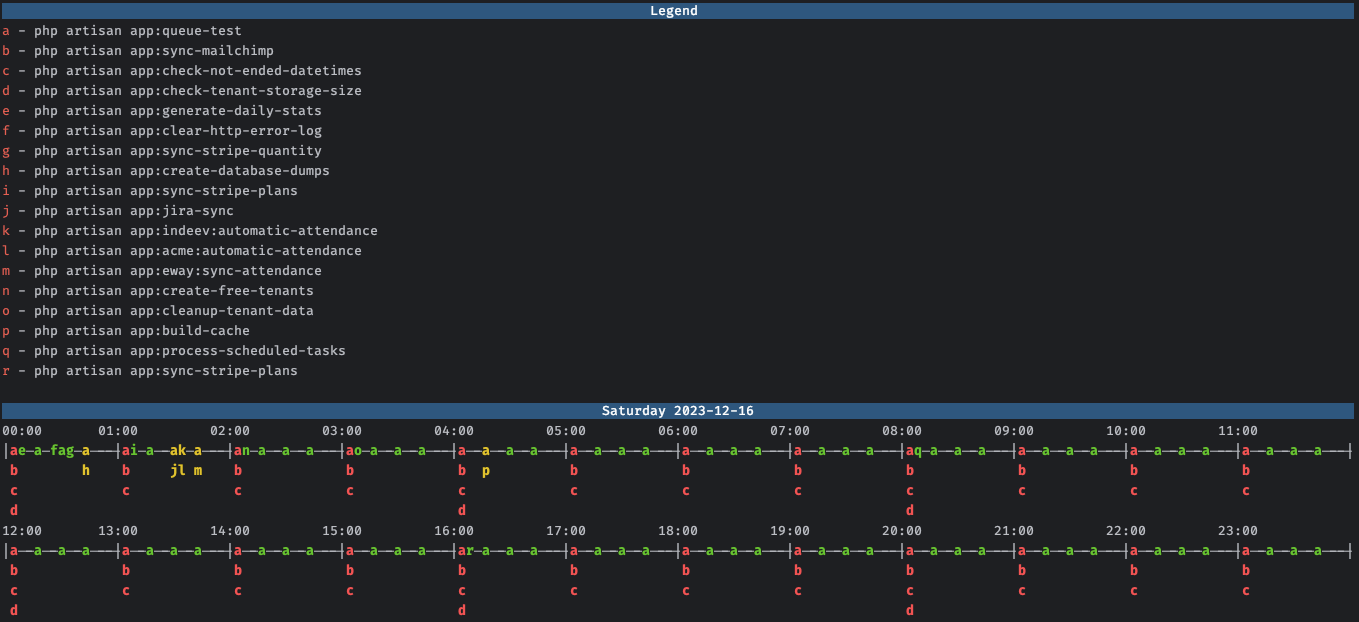 Legend
a - php artisan app:queue-test
b - php artisan app:sync-mailchimp
c - php artisan app:check-not-ended-datetimes
d - php artisan app:check-tenant-storage-size
e - php artisan app:generate-daily-stats
f - php artisan app:clear-http-error-log
g - php artisan app:sync-stripe-quantity
h - php artisan app:create-database-dumps
i - php artisan app:sync-stripe-plans
j - php artisan app:jira-sync
k - php artisan app:indeev:automatic-attendance
l - php artisan app:acme:automatic-attendance
m - php artisan app:eway:sync-attendance
n - php artisan app:create-free-tenants
o - php artisan app:cleanup-tenant-data
p - php artisan app:build-cache
q - php artisan app:process-scheduled-tasks
r - php artisan app:sync-stripe-plans
Saturday 2023-12-16
00:00 01:00 02:00 03:00 04:00 05:00 06:00 07:00 08:00 09:00 10:00 11:00
|ae—a—fag—a———|ai—a——ak—a———|an—a——a——a———|ao—a——a——a———|a——a——a——a———|a——a——a——a———|a——a——a——a———|a——a——a——a———|aq—a——a——a———|a——a——a——a———|a——a——a——a———|a——a——a——a———|
b h b jl m b b b p b b b b b b b
c c c c c c c c c c c c
d d d
12:00 13:00 14:00 15:00 16:00 17:00 18:00 19:00 20:00 21:00 22:00 23:00
|a——a——a——a———|a——a——a——a———|a——a——a——a———|a——a——a——a———|ar—a——a——a———|a——a——a——a———|a——a——a——a———|a——a——a——a———|a——a——a——a———|a——a——a——a———|a——a——a——a———|a——a——a——a———|
b b b b b b b b b b b b
c c c c c c c c c c c c
d d d